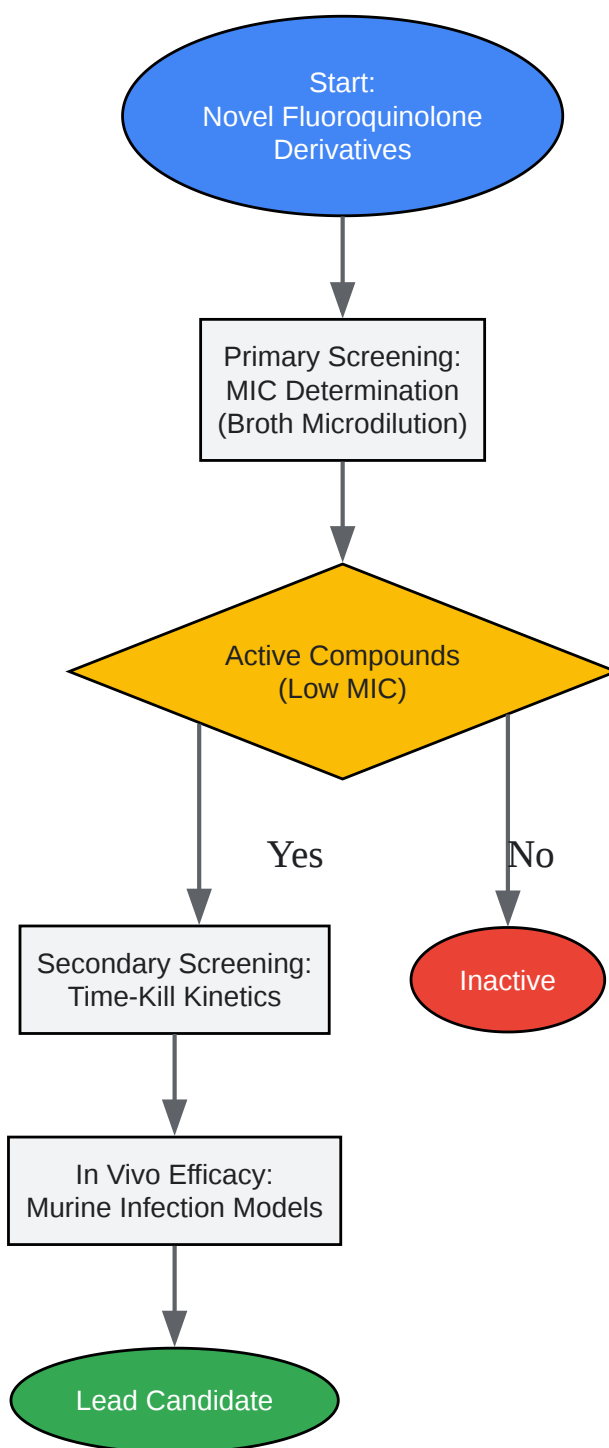 Start:
Novel Fluoroquinolone
Derivatives
Primary Screening:
MIC Determination
(Broth Microdilution)
Active Compounds
(Low MIC)
Yes
No
Secondary Screening:
Time-Kill Kinetics
Inactive
In Vivo Efficacy:
Murine Infection Models
Lead Candidate